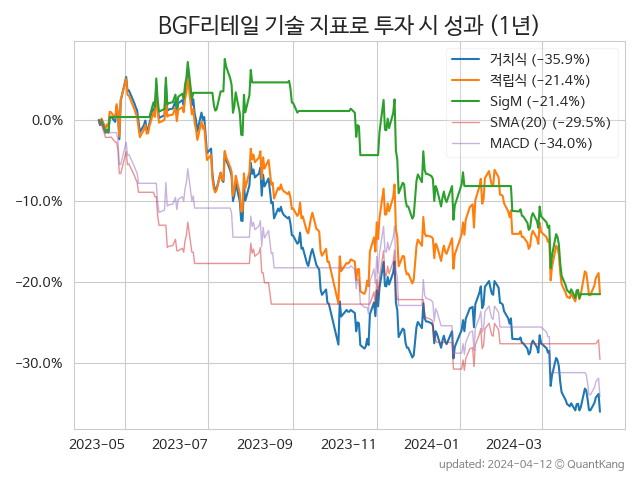 BGF리테일 기술 지표로 투자 시 성과 (1년)
거치식 (−35.9%)
적립식 (−21.4%)
SigM (−21.4%)
SMA(20) (−29.5%)
MACD (−34.0%)
0.0%
−10.0%
−20.0%
−30.0%
2023-05 2023-07 2023-09 2023-11 2024-01 2024-03
updated: 2024-04-12 © QuantKang